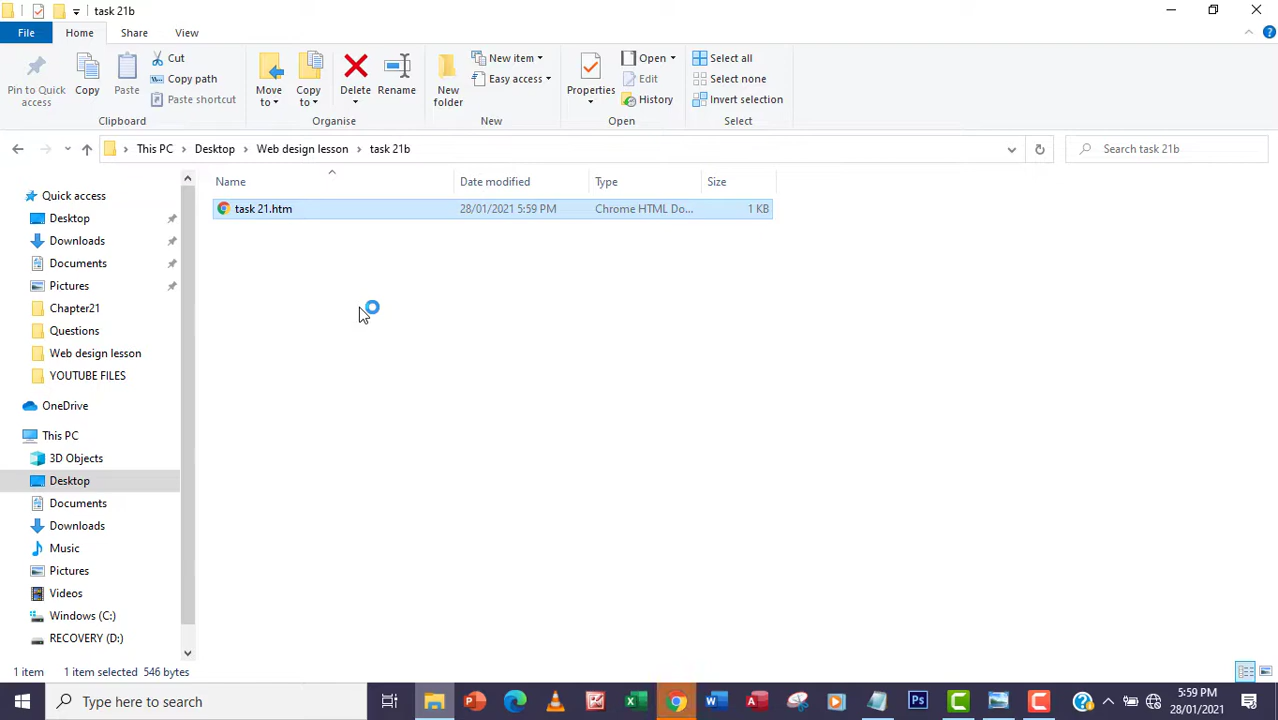 task 21b
File
Home
Share
View
Pin to Quick
access
Copy
Paste
Cut
Copy path
Paste shortcut
Clipboard
Move
to
Copy
to
Delete
Rename
Organise
New
folder
New item
Easy access
New
Properties
Open
Edit
History
Open
Select all
Select none
Invert selection
Select
This PC
Desktop
Web design lesson
task 21b
Search task 21b
Name
Date modified
Type
Size
task 21.htm
28/01/2021 5:59 PM
Chrome HTML Do...
1 KB
Quick access
Desktop
Downloads
Documents
Pictures
Chapter21
Questions
Web design lesson
YOUTUBE FILES
OneDrive
This PC
3D Objects
Desktop
Documents
Downloads
Music
Pictures
Videos
Windows (C:)
RECOVERY (D:)
1 item
1 item selected 546 bytes
Type here to search
Ps
5:59 PM
28/01/2021